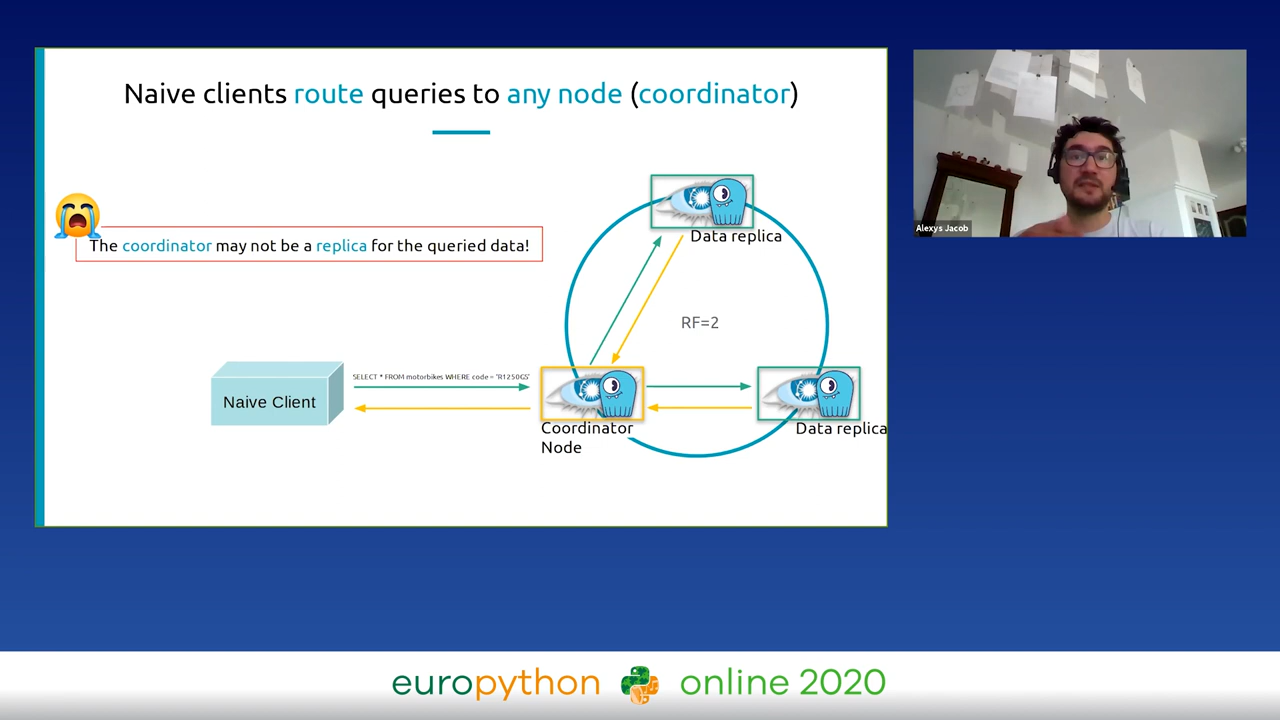 Naive clients route queries to any node (coordinator)
The coordinator may not be a replica for the queried data!
Data replica
RF=2
SELECT * FROM motorbikes WHERE code = 'R1250GS'
Naive Client
Coordinator
Node
Data replica
Alexys Jacob
europython online 2020